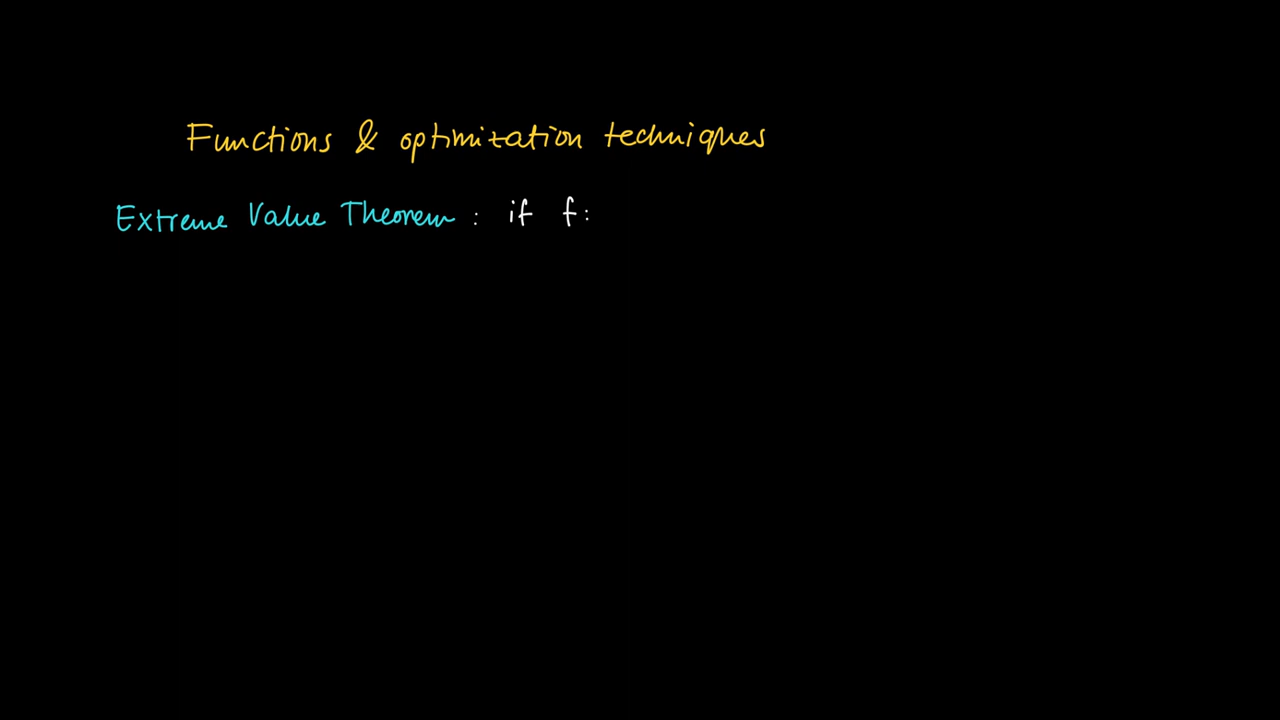 Functions & optimization techniques
Extreme Value Theorem : if f: